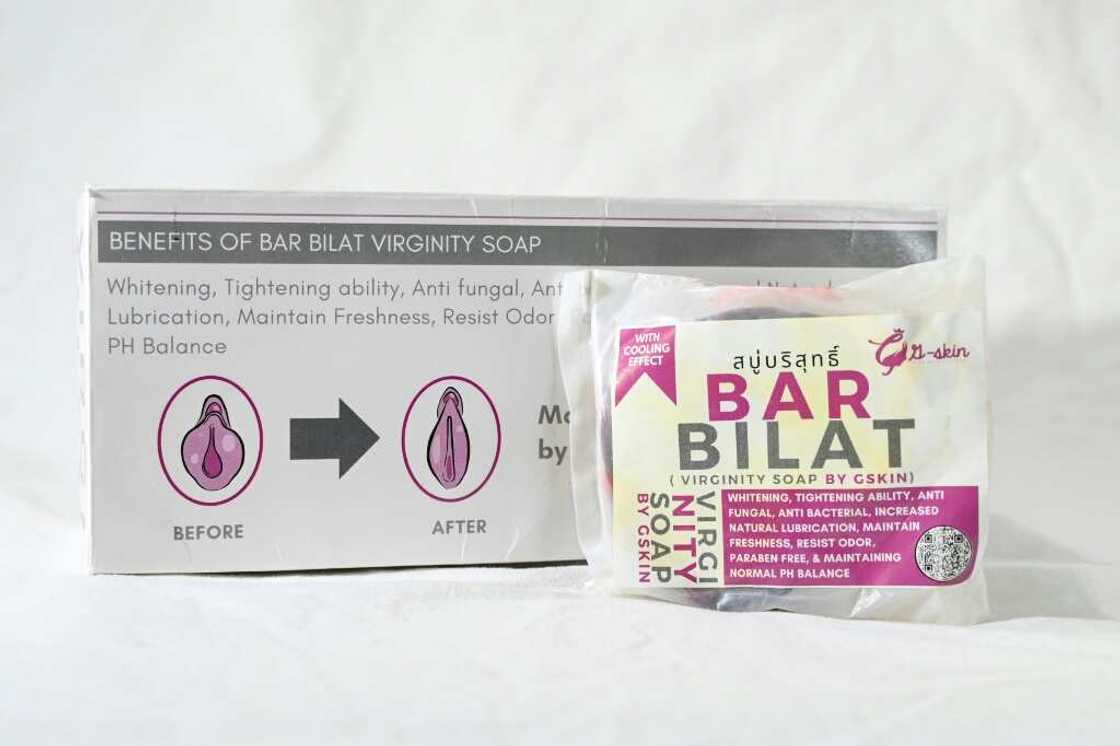 BENEFITS OF BAR BILAT VIRGINITY SOAP
Whitening, Tightening ability, Anti fungal,
Lubrication, Maintain Freshness, Resist Odor
PH Balance
BEFORE
AFTER
by
WITH
COOLING
EFFECT
G-skin
สบู่บริสุทธิ์
BAR
BILAT
( VIRGINITY SOAP BY GSKIN)
VIRGI
NITY
SOAP
BY GSKIN
WHITENING, TIGHTENING ABILITY, ANTI
FUNGAL, ANTI BACTERIAL, INCREASED
NATURAL LUBRICATION, MAINTAIN
FRESHNESS, RESIST ODOR,
PARABEN FREE, & MAINTAINING
NORMAL PH BALANCE